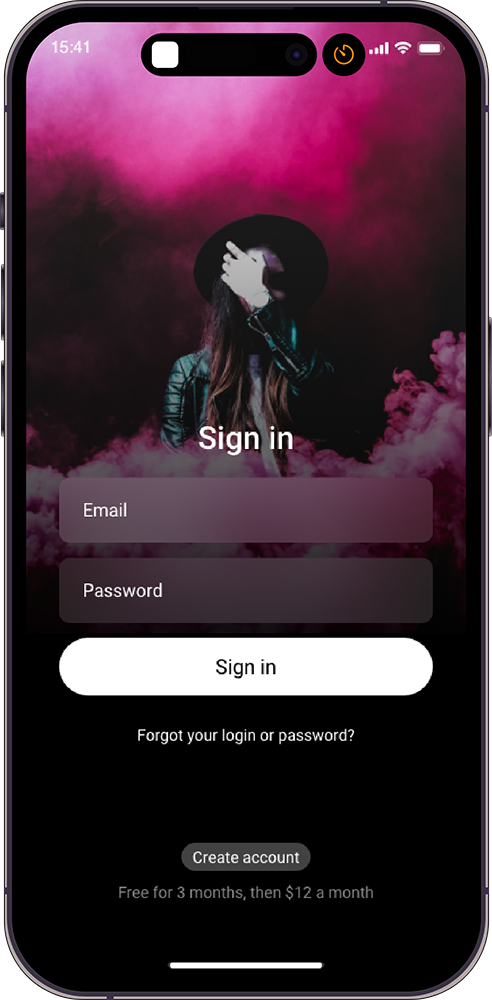 15:41
Sign in
Email
Password
Sign in
Forgot your login or password?
Create account
Free for 3 months, then $12 a month